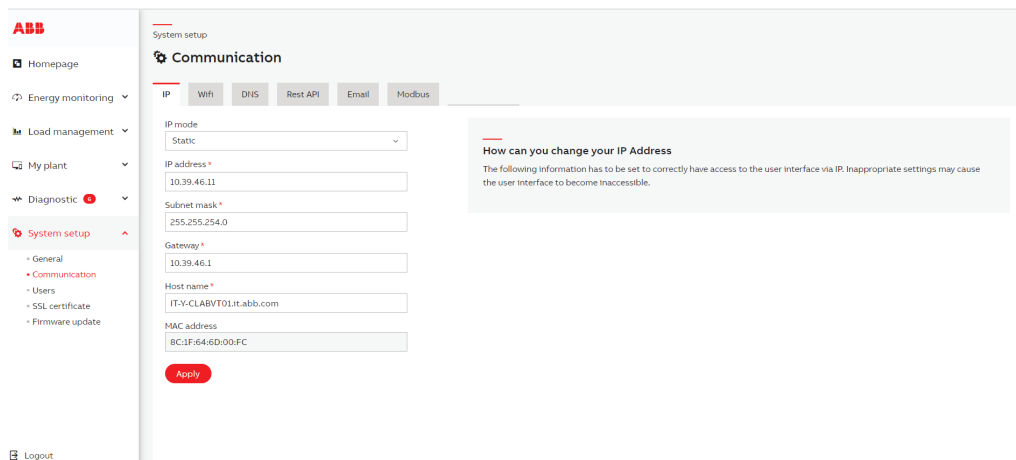 ABB
Homepage
Energy monitoring
Load management
My plant
Diagnostic 6
System setup
General
Communication
Users
SSL certificate
Firmware update
Logout
System setup
Communication
IP
Wifi
DNS
Rest API
Email
Modbus
IP mode
Static
IP address *
10.39.46.11
Subnet mask *
255.255.254.0
Gateway *
10.39.46.1
Host name *
IT-Y-CLABVT01.it.abb.com
MAC address
8C:1F:64:6D:00:FC
Apply
How can you change your IP Address
The following information has to be set to correctly have access to the user interface via IP. Inappropriate settings may cause
the user interface to become inaccessible.